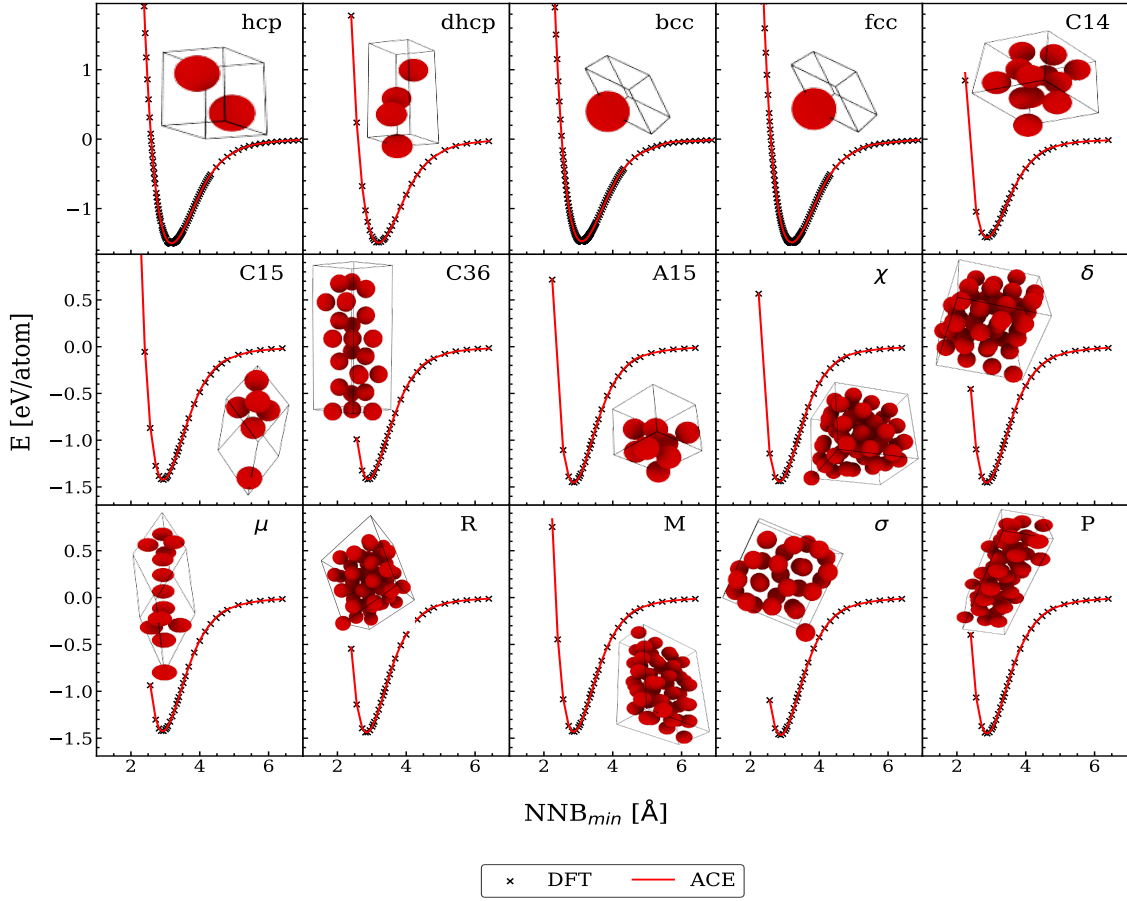 hcp dhcp bcc fcc C14
1
0
−1
C15 C36 A15 χ δ
0.5
0.0
−0.5
−1.0
−1.5
E [eV/atom]
μ R M σ P
0.5
0.0
−0.5
−1.0
−1.5
2 4 6 2 4 6 2 4 6 2 4 6 2 4 6
NNBmin [Å]
DFT ACE